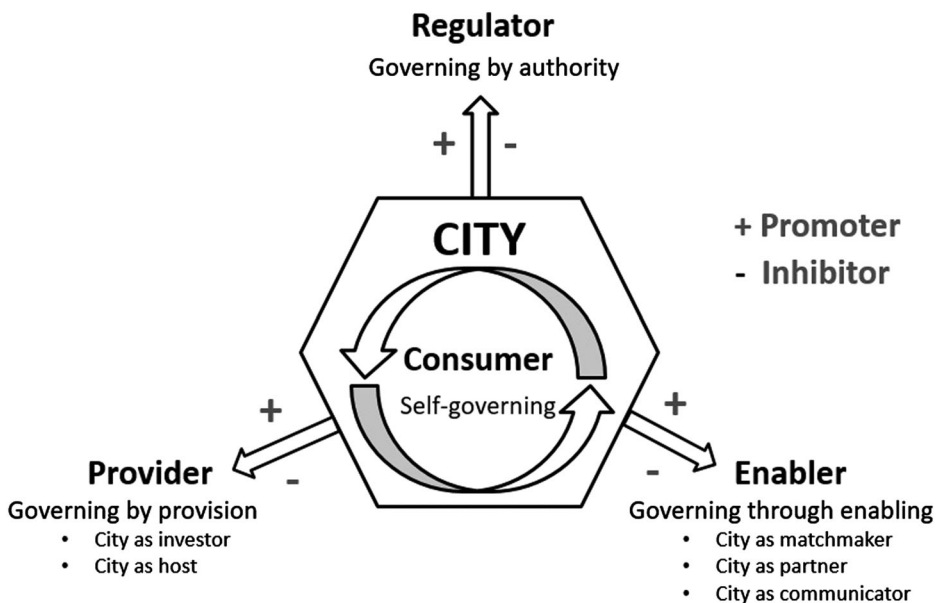 Regulator
Governing by authority
+ -
CITY
+ Promoter
- Inhibitor
Consumer
Self-governing
+
-
Provider
Governing by provision
• City as investor
• City as host
+
-
Enabler
Governing through enabling
• City as matchmaker
• City as partner
• City as communicator